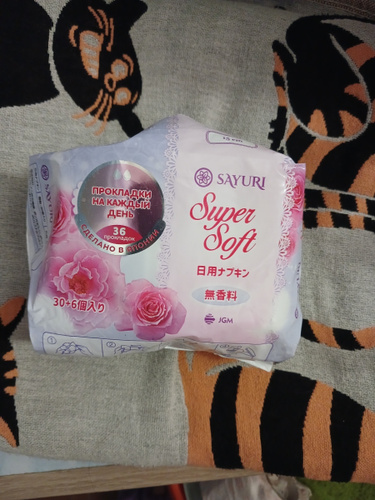 SAYURI
Super
Soft
日用ナプキン
無香料
JGM
ПРОКЛАДКИ
НА КАЖДЫЙ
ДЕНЬ
36
прокладок
СДЕЛАНО В ЯПОНИИ
30+6個入り